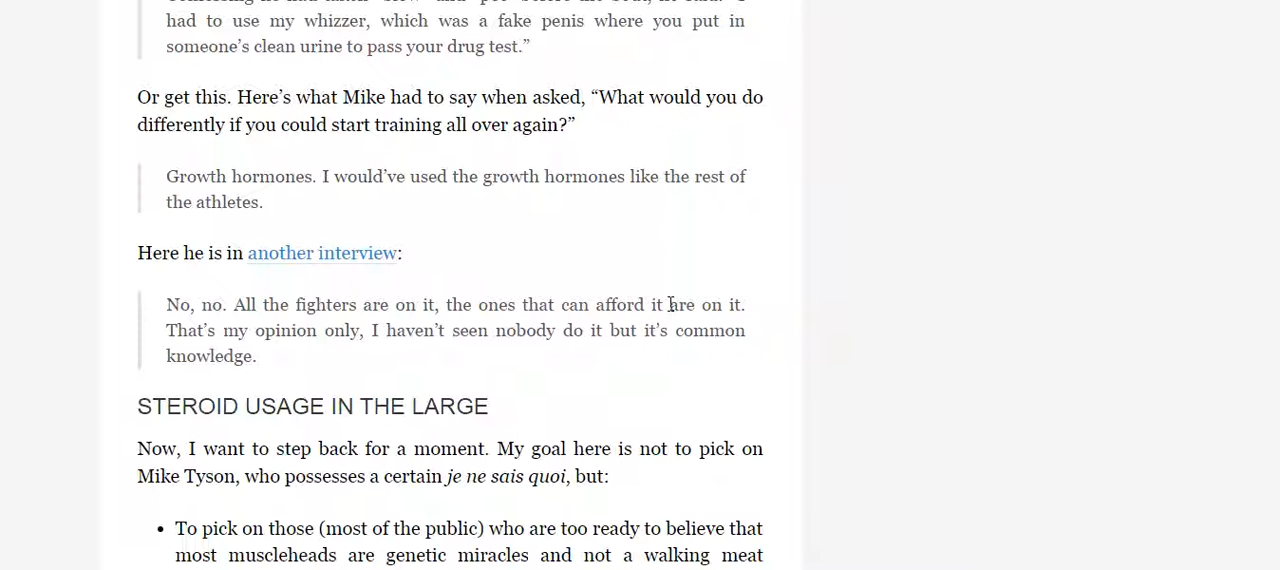 had to use my whizzer, which was a fake penis where you put in
someone’s clean urine to pass your drug test.”
Or get this. Here’s what Mike had to say when asked, “What would you do
differently if you could start training all over again?”
Growth hormones. I would’ve used the growth hormones like the rest of
the athletes.
Here he is in another interview:
No, no. All the fighters are on it, the ones that can afford it are on it.
That’s my opinion only, I haven’t seen nobody do it but it’s common
knowledge.
STEROID USAGE IN THE LARGE
Now, I want to step back for a moment. My goal here is not to pick on
Mike Tyson, who possesses a certain je ne sais quoi, but:
• To pick on those (most of the public) who are too ready to believe that
most muscleheads are genetic miracles and not a walking meat